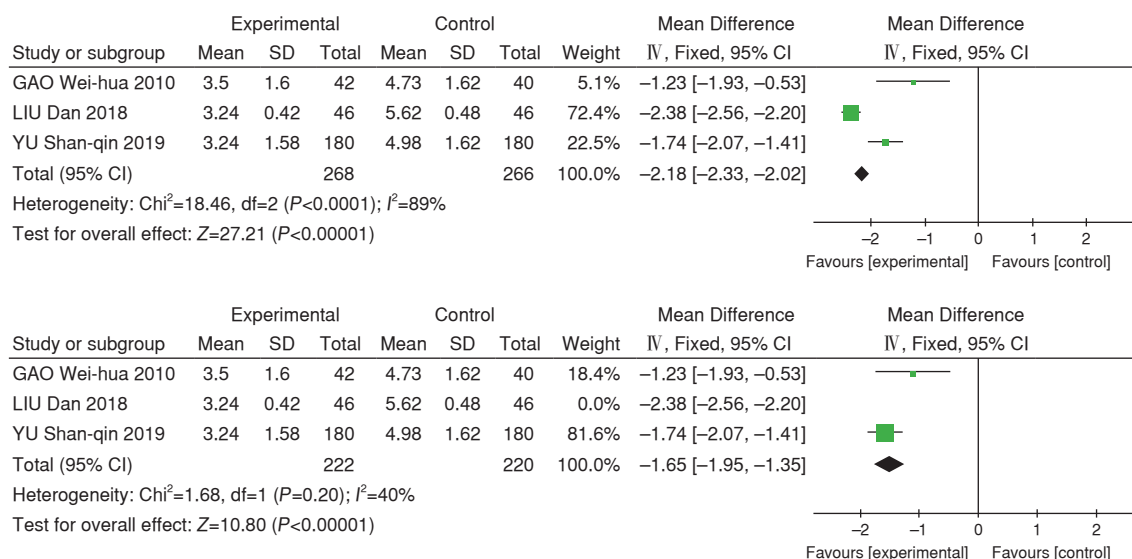 Experimental Control Mean Difference Mean Difference
Study or subgroup Mean SD Total Mean SD Total Weight Ⅳ, Fixed, 95% CI Ⅳ, Fixed, 95% CI
GAO Wei-hua 2010 3.5 1.6 42 4.73 1.62 40 5.1% −1.23 [−1.93, −0.53]
LIU Dan 2018 3.24 0.42 46 5.62 0.48 46 72.4% −2.38 [−2.56, −2.20]
YU Shan-qin 2019 3.24 1.58 180 4.98 1.62 180 22.5% −1.74 [−2.07, −1.41]
Total (95% CI) 268 266 100.0% −2.18 [−2.33, −2.02]
Heterogeneity: Chi²=18.46, df=2 (P<0.0001); I²=89%
Test for overall effect: Z=27.21 (P<0.00001)
−2 −1 0 1 2
Favours [experimental] Favours [control]
Experimental Control Mean Difference Mean Difference
Study or subgroup Mean SD Total Mean SD Total Weight Ⅳ, Fixed, 95% CI Ⅳ, Fixed, 95% CI
GAO Wei-hua 2010 3.5 1.6 42 4.73 1.62 40 18.4% −1.23 [−1.93, −0.53]
LIU Dan 2018 3.24 0.42 46 5.62 0.48 46 0.0% −2.38 [−2.56, −2.20]
YU Shan-qin 2019 3.24 1.58 180 4.98 1.62 180 81.6% −1.74 [−2.07, −1.41]
Total (95% CI) 222 220 100.0% −1.65 [−1.95, −1.35]
Heterogeneity: Chi²=1.68, df=1 (P=0.20); I²=40%
Test for overall effect: Z=10.80 (P<0.00001)
−2 −1 0 1 2
Favours [experimental] Favours [control]